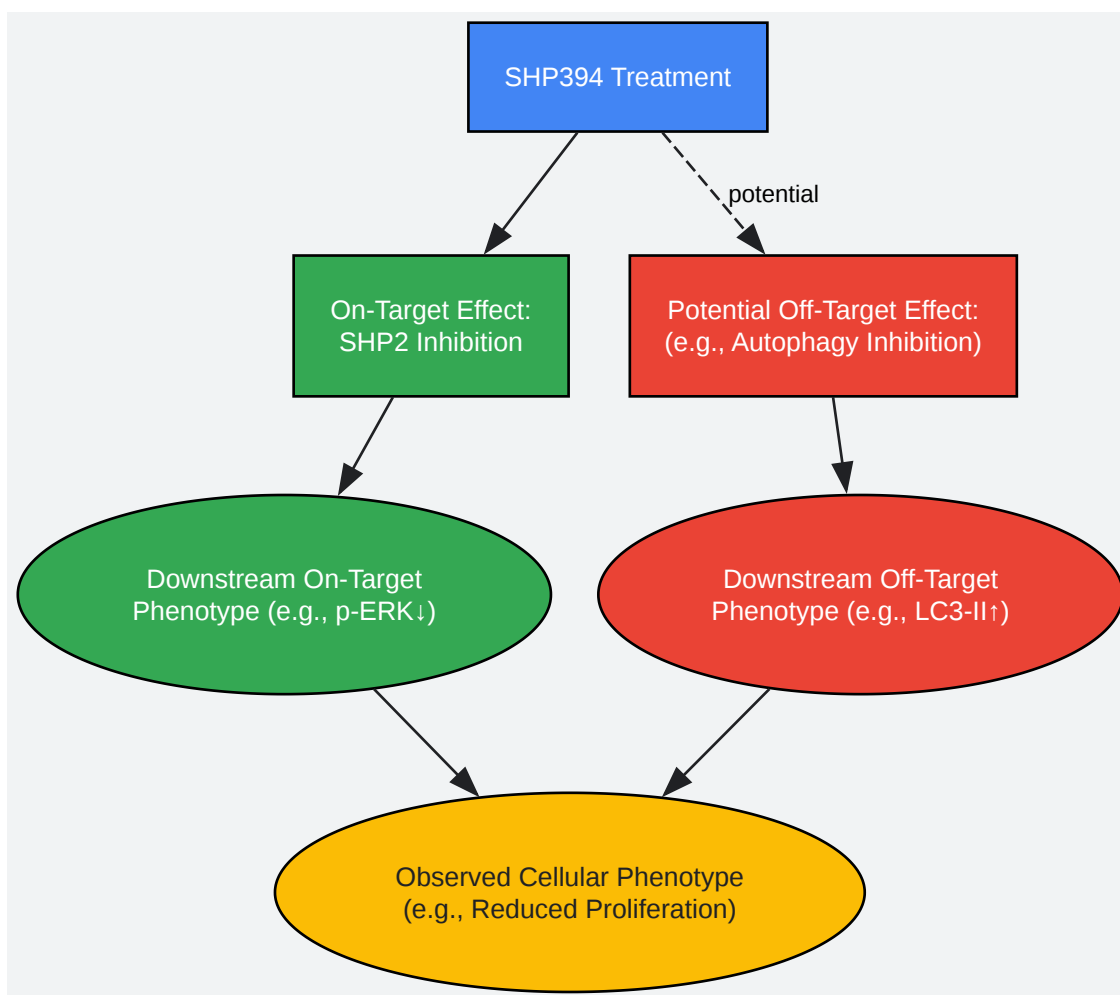 SHP394 Treatment
potential
On-Target Effect:
SHP2 Inhibition
Potential Off-Target Effect:
(e.g., Autophagy Inhibition)
Downstream On-Target
Phenotype (e.g., p-ERK↓)
Downstream Off-Target
Phenotype (e.g., LC3-II↑)
Observed Cellular Phenotype
(e.g., Reduced Proliferation)